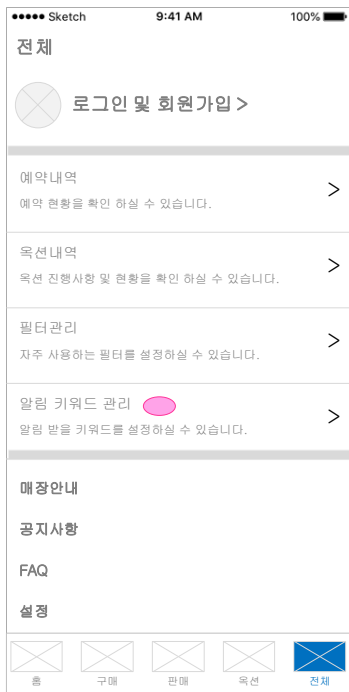 Sketch 9:41 AM 100%
전체
로그인 및 회원가입 >
예약내역
예약 현황을 확인 하실 수 있습니다.
옥션내역
옥션 진행사항 및 현황을 확인 하실 수 있습니다.
필터관리
자주 사용하는 필터를 설정하실 수 있습니다.
알림 키워드 관리
알림 받을 키워드를 설정하실 수 있습니다.
매장안내
공지사항
FAQ
설정
홈 구매 판매 옥션 전체